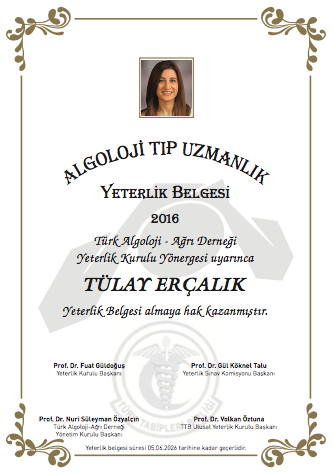 ALGOLOJİ TIP UZMANLIK
YETERLİK BELGESİ
2016
Türk Algoloji - Ağrı Derneği
Yeterlik Kurulu Yönergesi uyarınca
TÜLAY ERÇALIK
Yeterlik Belgesi almaya hak kazanmıştır.
Prof. Dr. Fuat Güldoğuş
Yeterlik Kurulu Başkanı
Prof. Dr. Gül Köknel Talu
Yeterlik Sınav Komisyonu Başkanı
Prof. Dr. Nuri Süleyman Özyalçın
Türk Algoloji-Ağrı Derneği
Yönetim Kurulu Başkanı
Prof. Dr. Volkan Öztuna
TTB Ulusal Yeterlik Kurulu Başkanı
Yeterlik belgesi süresi 05.06.2026 tarihine kadar geçerlidir.